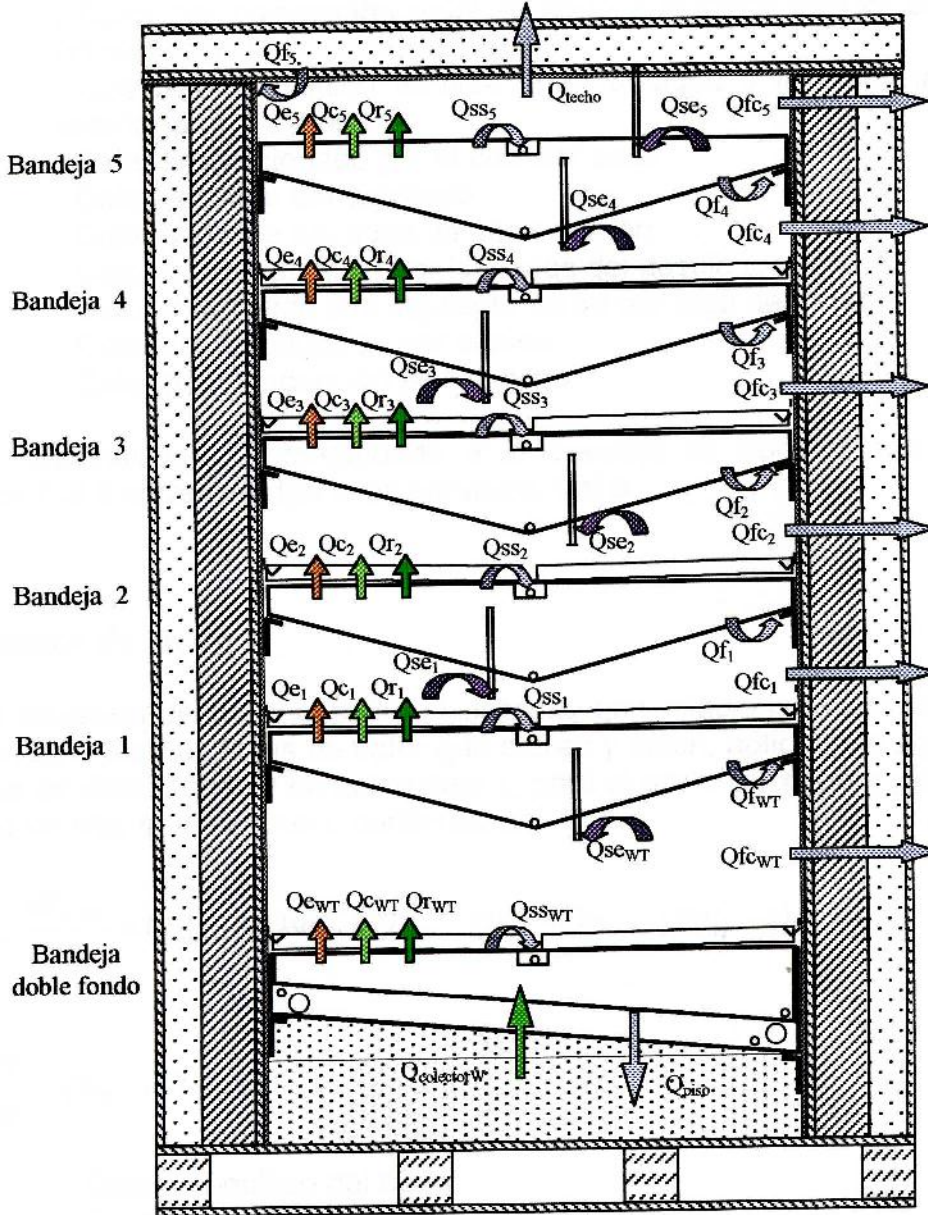 Qf5
Qtecho
Qe5 Qc5 Qr5 Qss5 Qse5 Qfc5
Bandeja 5
Qse4 Qf4
Qfc4
Qe4 Qc4 Qr4 Qss4
Bandeja 4
Qse3 Qf3
Qss3 Qfc3
Qe3 Qc3 Qr3
Bandeja 3
Qse2 Qf2
Qfc2
Qe2 Qc2 Qr2 Qss2
Bandeja 2
Qse1 Qf1
Qe1 Qc1 Qr1 Qss1 Qfc1
Bandeja 1
QfWT
QseWT QfcWT
QeWT QcWT QrWT QssWT
Bandeja
doble fondo
QcolectorW Qpiso